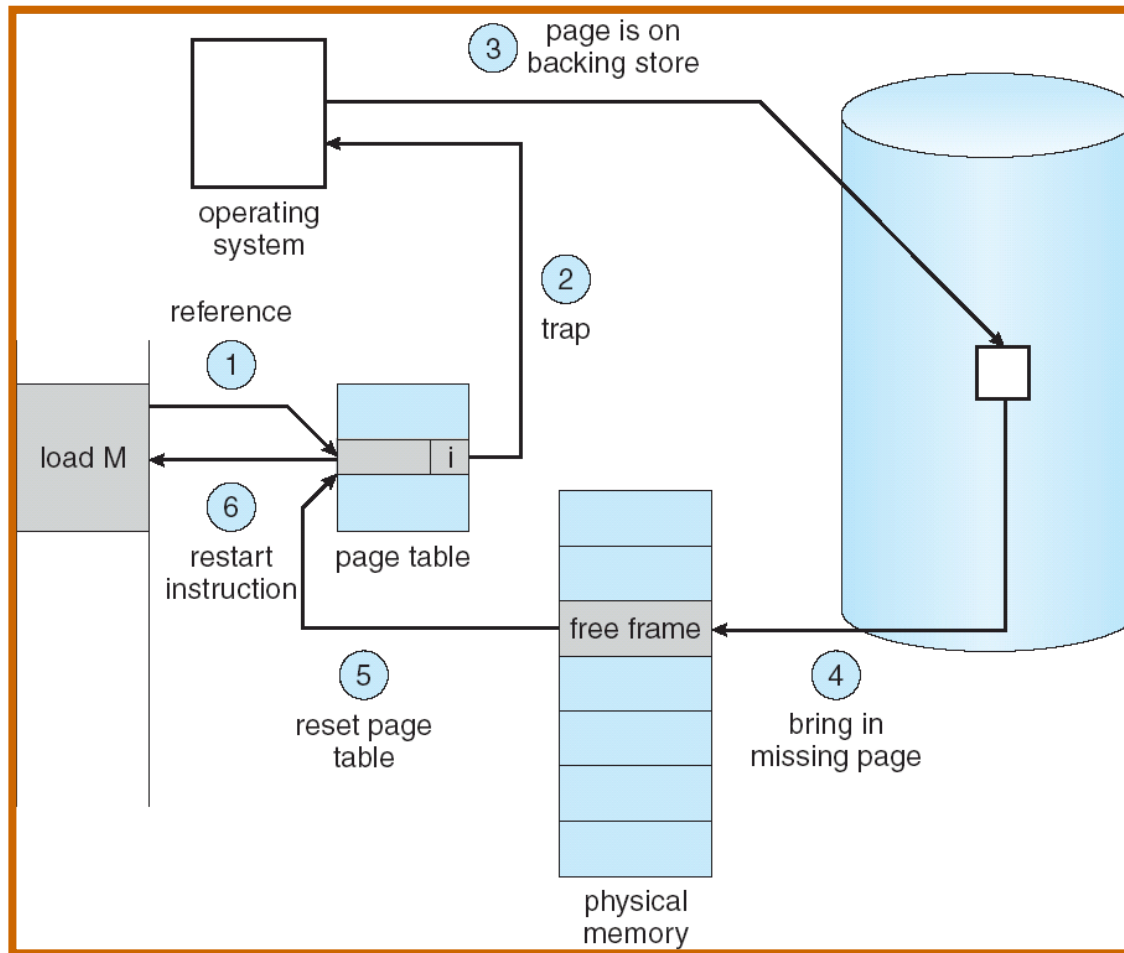 3
page is on
backing store
operating
system
2
trap
reference
1
load M
i
6
restart
instruction
page table
free frame
5
reset page
table
4
bring in
missing page
physical
memory